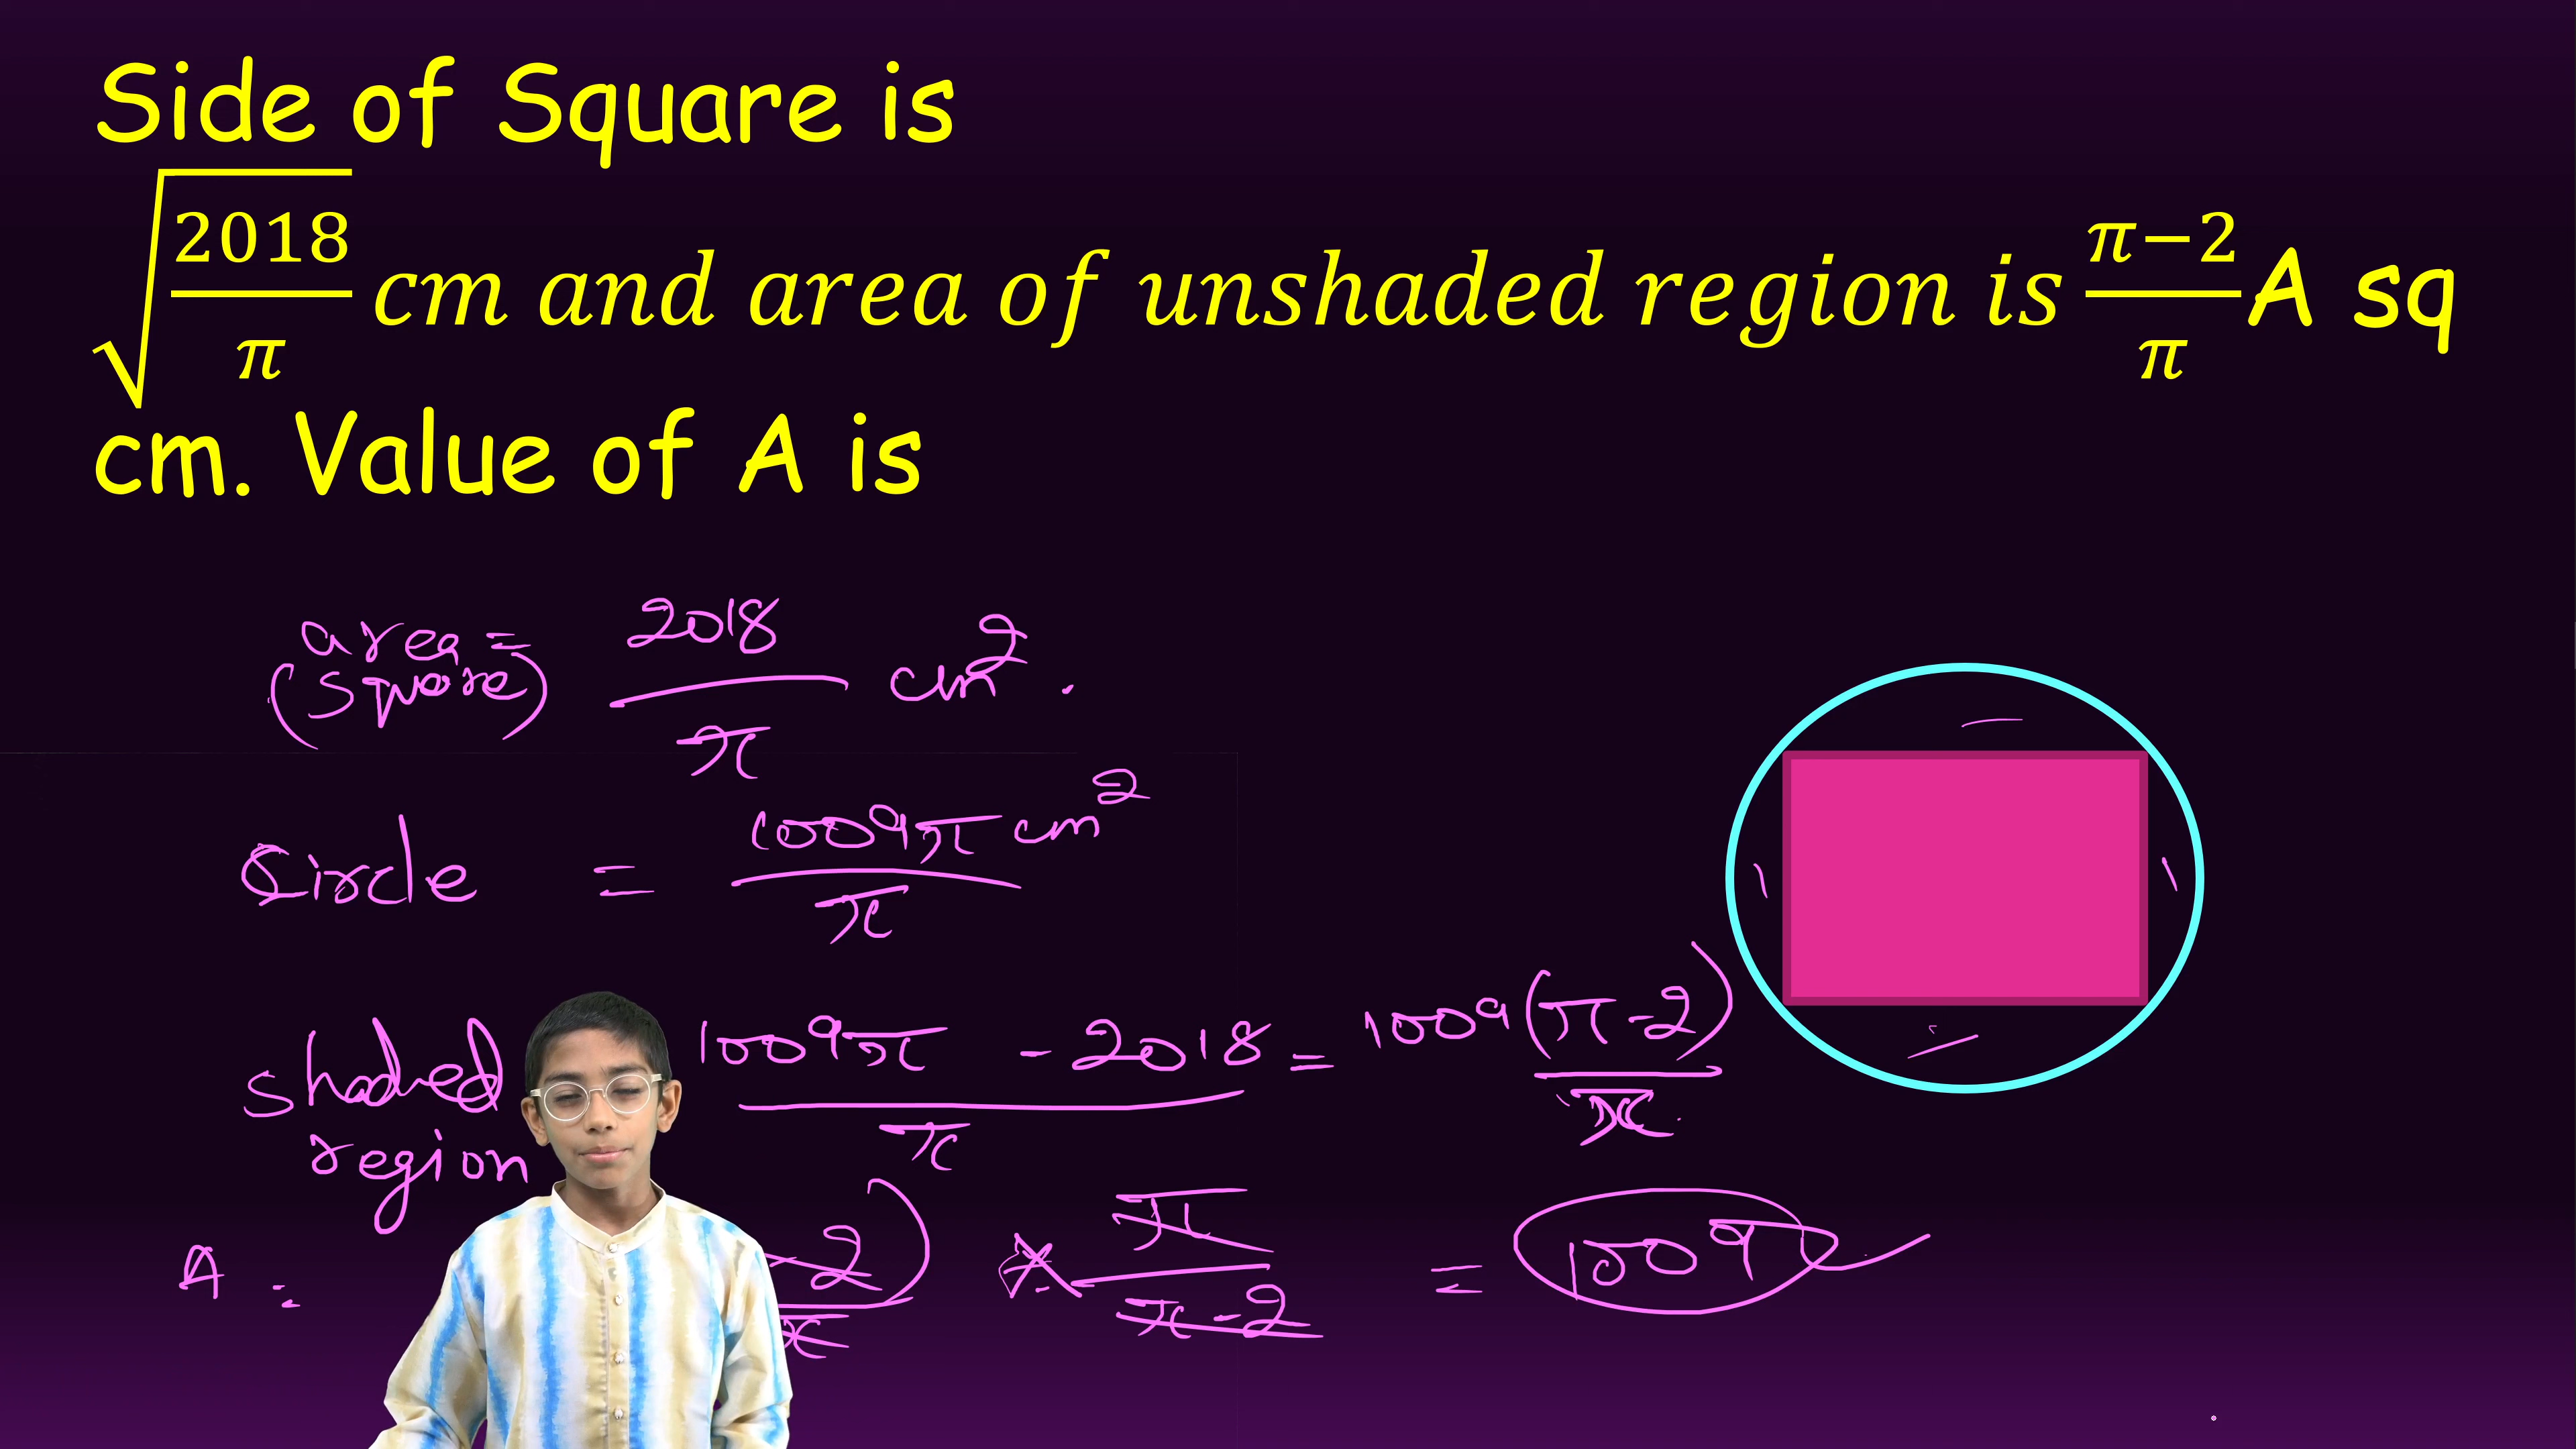 Side of Square is
√(2018/π) cm and area of unshaded region is (π−2)/π A sq
cm. Value of A is
area = 2018/π cm².
(square)
Circle = 1009π/π cm²
shaded region (1009π - 2018)/π = 1009(π-2)/π
A = -2)/π × π/(π-2) = 1009